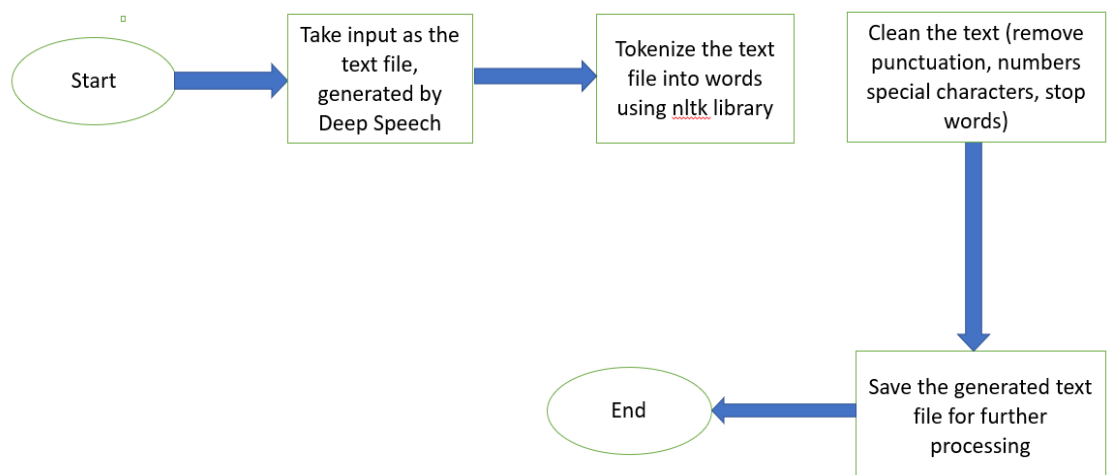 Start
Take input as the
text file,
generated by
Deep Speech
Tokenize the text
file into words
using nltk library
Clean the text (remove
punctuation, numbers
special characters, stop
words)
Save the generated text
file for further
processing
End